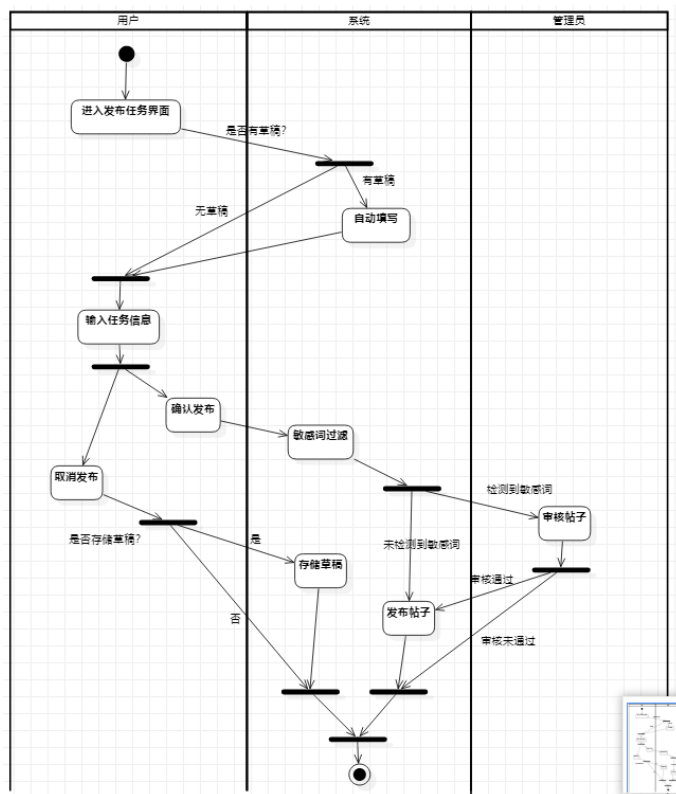 用户
系统
管理员
进入发布任务界面
是否有草稿?
有草稿
无草稿
自动填写
输入任务信息
确认发布
敏感词过滤
取消发布
检测到敏感词
审核帖子
是否存储草稿?
是
未检测到敏感词
存储草稿
审核通过
发布帖子
否
审核未通过